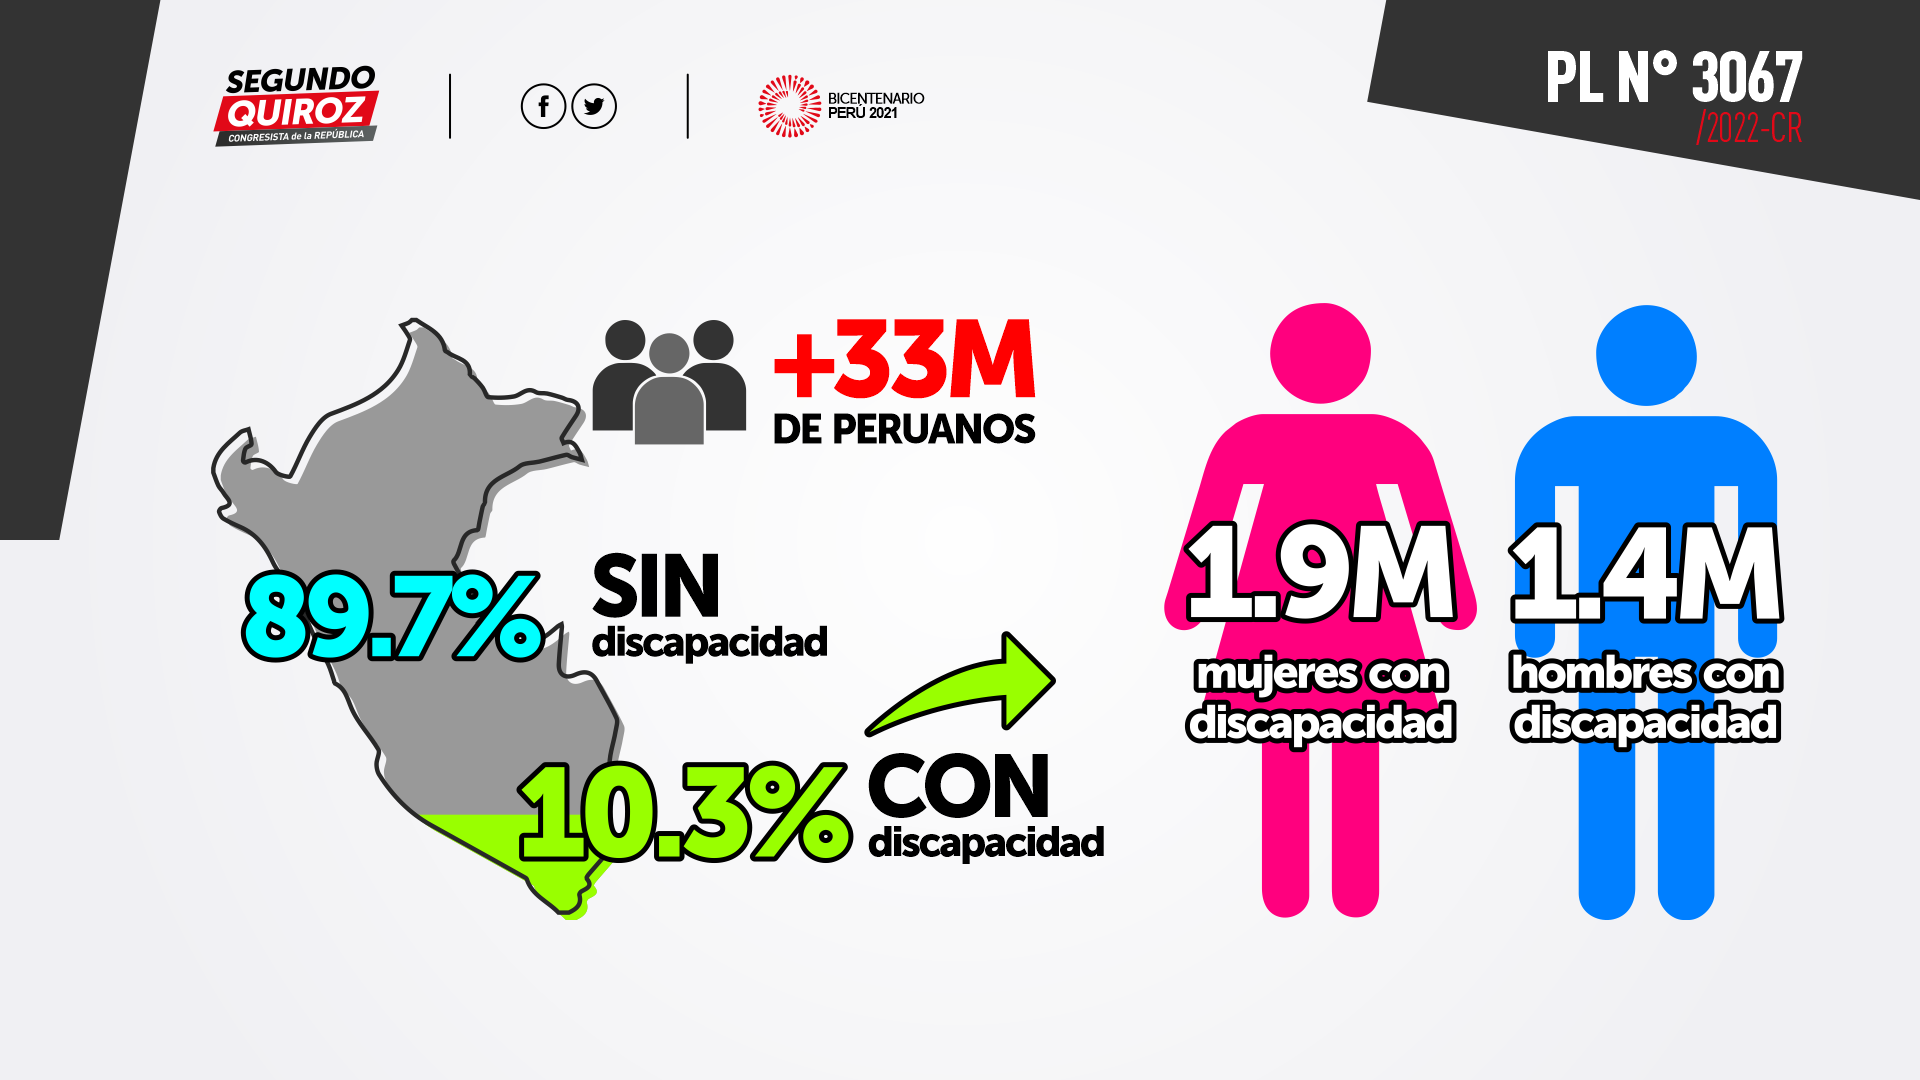 SEGUNDO
QUIROZ
CONGRESISTA de la REPÚBLICA
BICENTENARIO
PERÚ 2021
PL N° 3067
/2022-CR
+33M
DE PERUANOS
89.7%
SIN
discapacidad
10.3%
CON
discapacidad
1.9M
mujeres con
discapacidad
1.4M
hombres con
discapacidad